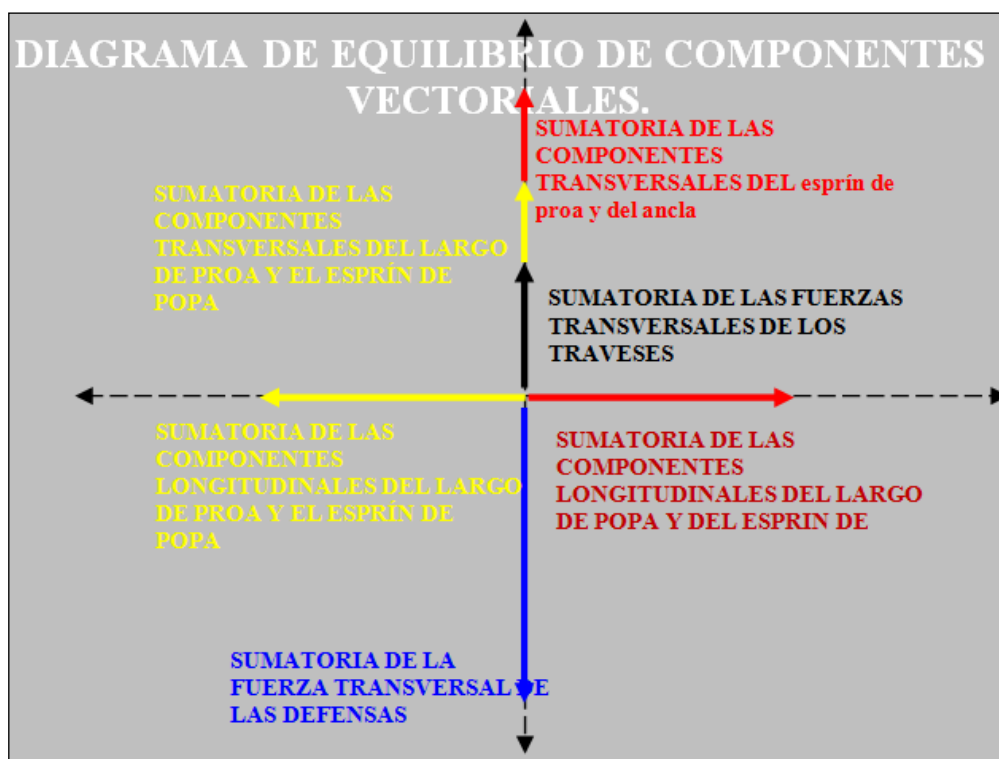 DIAGRAMA DE EQUILIBRIO DE COMPONENTES
VECTORIALES.
SUMATORIA DE LAS
COMPONENTES
TRANSVERSALES DEL esprín de
proa y del ancla
SUMATORIA DE LAS
COMPONENTES
TRANSVERSALES DEL LARGO
DE PROA Y EL ESPRÍN DE
POPA
SUMATORIA DE LAS FUERZAS
TRANSVERSALES DE LOS
TRAVESES
SUMATORIA DE LAS
COMPONENTES
LONGITUDINALES DEL LARGO
DE PROA Y EL ESPRÍN DE
POPA
SUMATORIA DE LAS
COMPONENTES
LONGITUDINALES DEL LARGO
DE POPA Y DEL ESPRIN DE
SUMATORIA DE LA
FUERZA TRANSVERSAL DE
LAS DEFENSAS